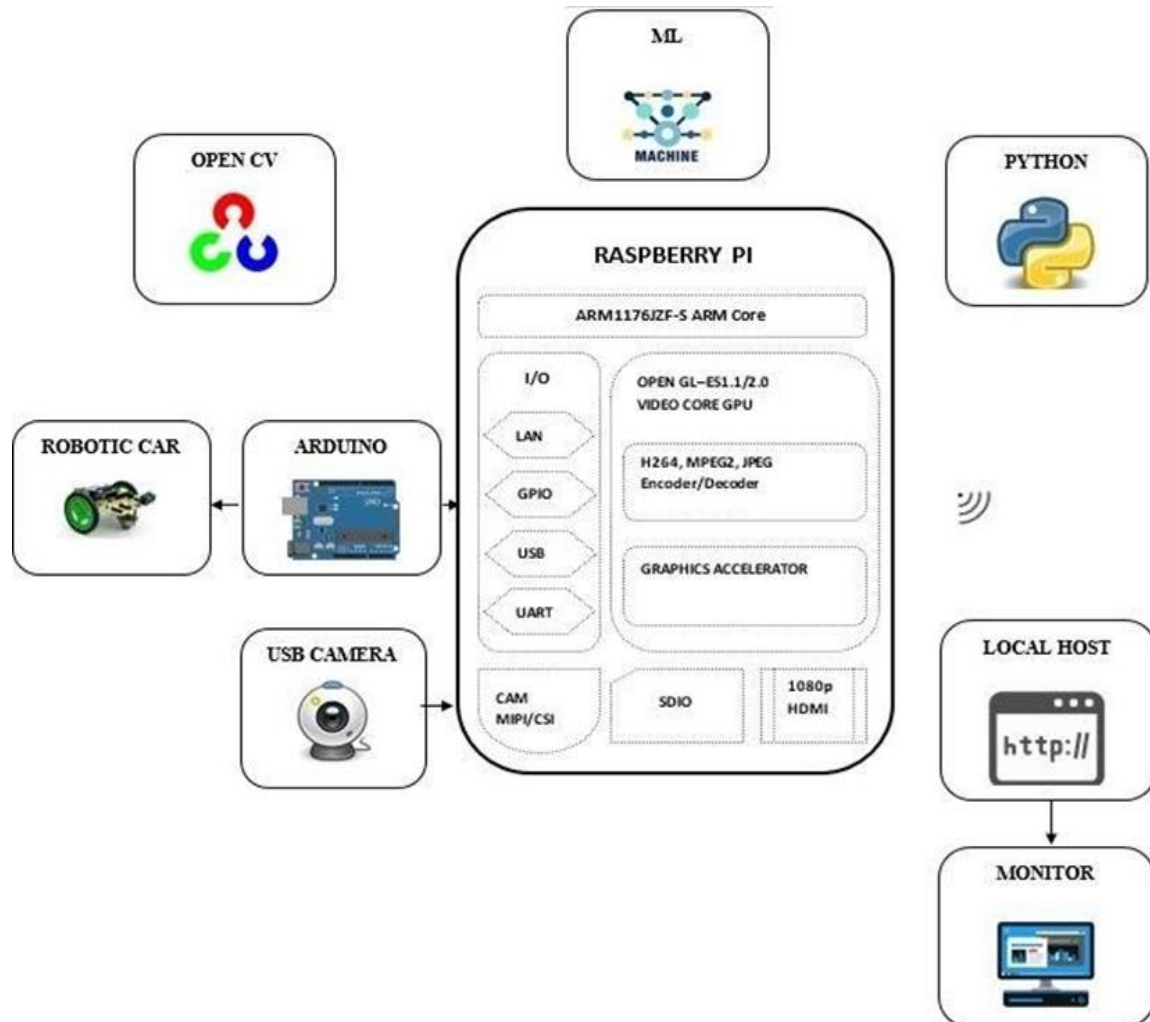 ML
MACHINE
OPEN CV
PYTHON
RASPBERRY PI
ARM1176JZF-S ARM Core
I/O
LAN
GPIO
USB
UART
OPEN GL–ES1.1/2.0
VIDEO CORE GPU
H264, MPEG2, JPEG
Encoder/Decoder
GRAPHICS ACCELERATOR
CAM
MIPI/CSI
SDIO
1080p
HDMI
ROBOTIC CAR
ARDUINO
USB CAMERA
LOCAL HOST
http://
MONITOR